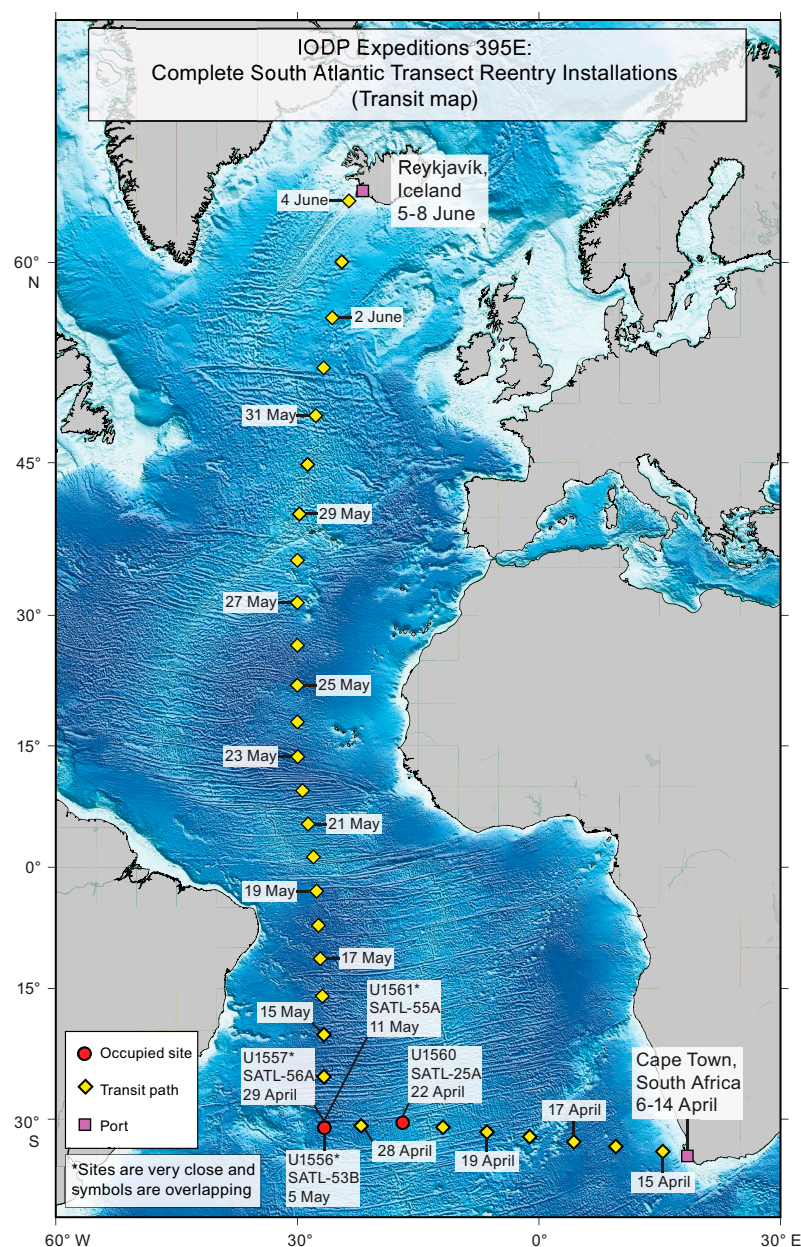 IODP Expeditions 395E:
Complete South Atlantic Transect Reentry Installations
(Transit map)
Reykjavík,
Iceland
5-8 June
4 June
60°
N
2 June
31 May
45°
29 May
27 May
30°
25 May
15°
23 May
21 May
0°
19 May
17 May
15°
U1561*
SATL-55A
11 May
15 May
U1557*
SATL-56A
29 April
U1560
SATL-25A
22 April
Cape Town,
South Africa
6-14 April
Occupied site
Transit path
Port
30°
S
17 April
28 April
19 April
15 April
U1556*
SATL-53B
5 May
*Sites are very close and
symbols are overlapping
60° W
30°
0°
30° E